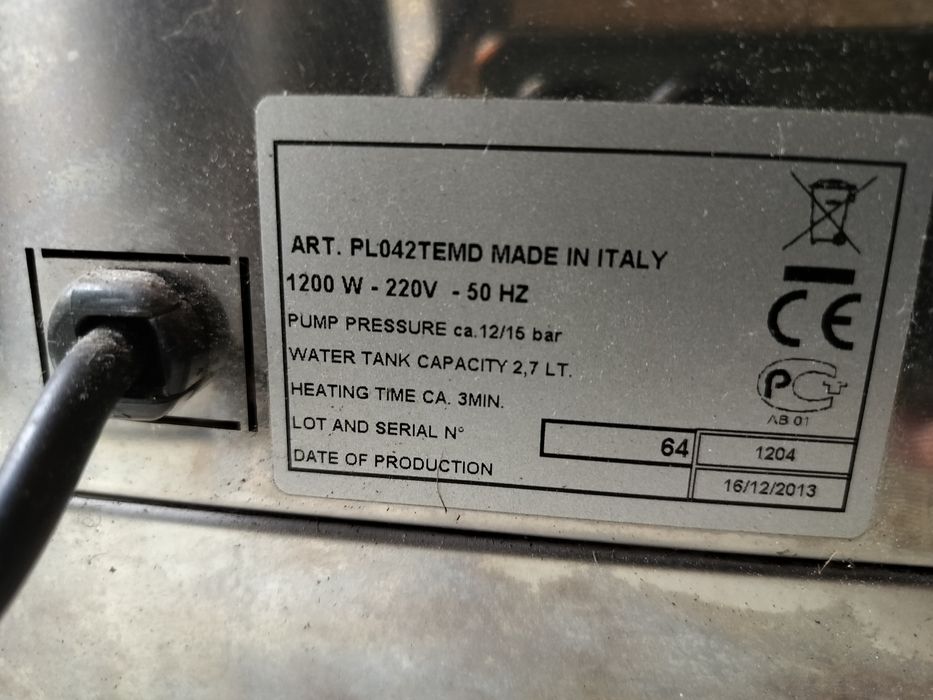 ART. PL042TEMD MADE IN ITALY
1200 W - 220V - 50 HZ
PUMP PRESSURE ca.12/15 bar
WATER TANK CAPACITY 2,7 LT.
HEATING TIME CA. 3MIN.
LOT AND SERIAL N° 64 1204
DATE OF PRODUCTION 16/12/2013
CE
PCT
AB 01